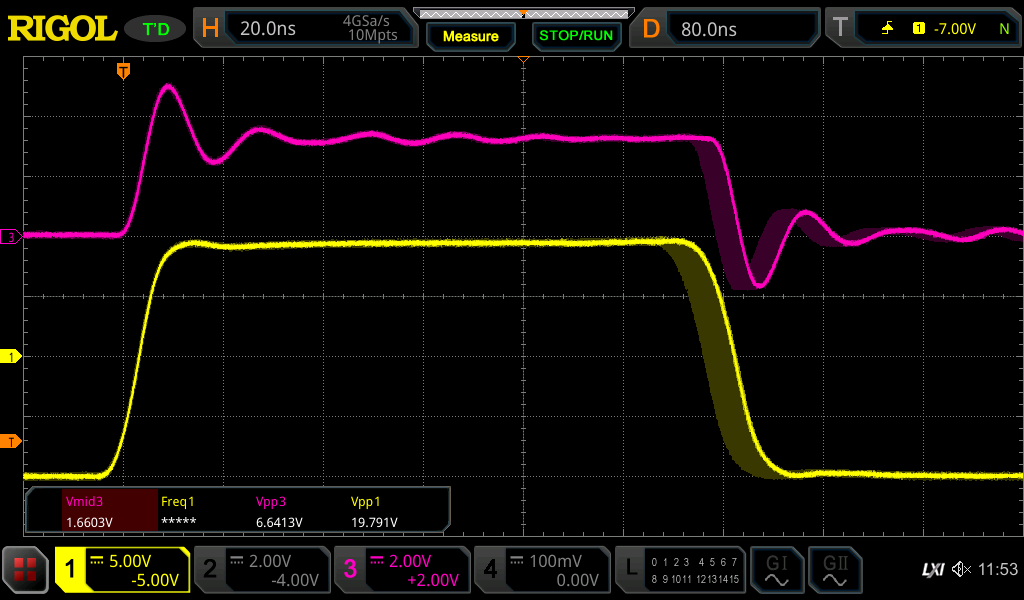 RIGOL T'D H 20.0ns 4GSa/s 10Mpts Measure STOP/RUN D 80.0ns T 1 -7.00V N
T
3
1
T
Vmid3 Freq1 Vpp3 Vpp1
1.6603V ***** 6.6413V 19.791V
1 5.00V -5.00V 2 2.00V -4.00V 3 2.00V +2.00V 4 100mV 0.00V L 0 1 2 3 4 5 6 7 8 9 10 11 12 13 14 15 GI GII LXI 11:53